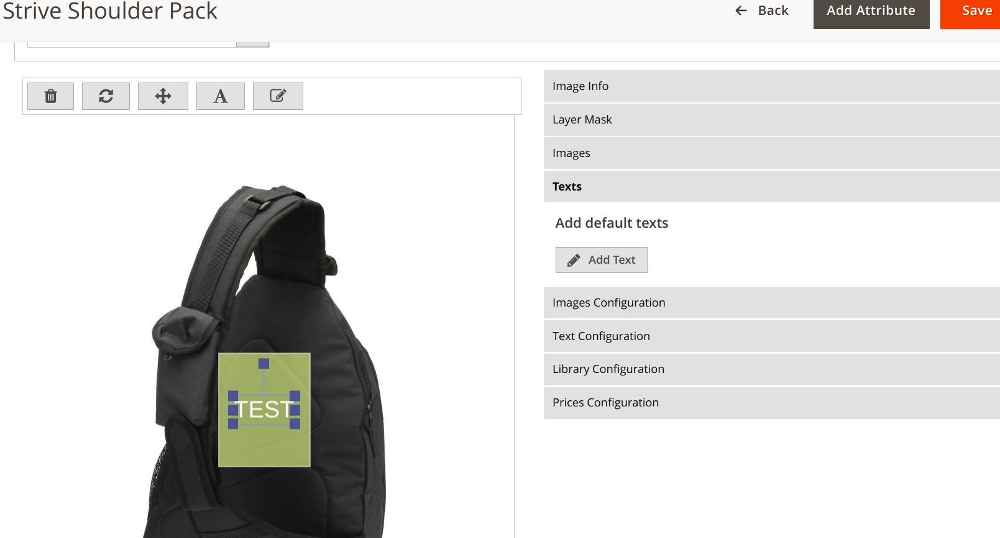 Strive Shoulder Pack
Back
Add Attribute
Save
Image Info
Layer Mask
Images
Texts
Add default texts
Add Text
Images Configuration
Text Configuration
Library Configuration
Prices Configuration
A
TEST